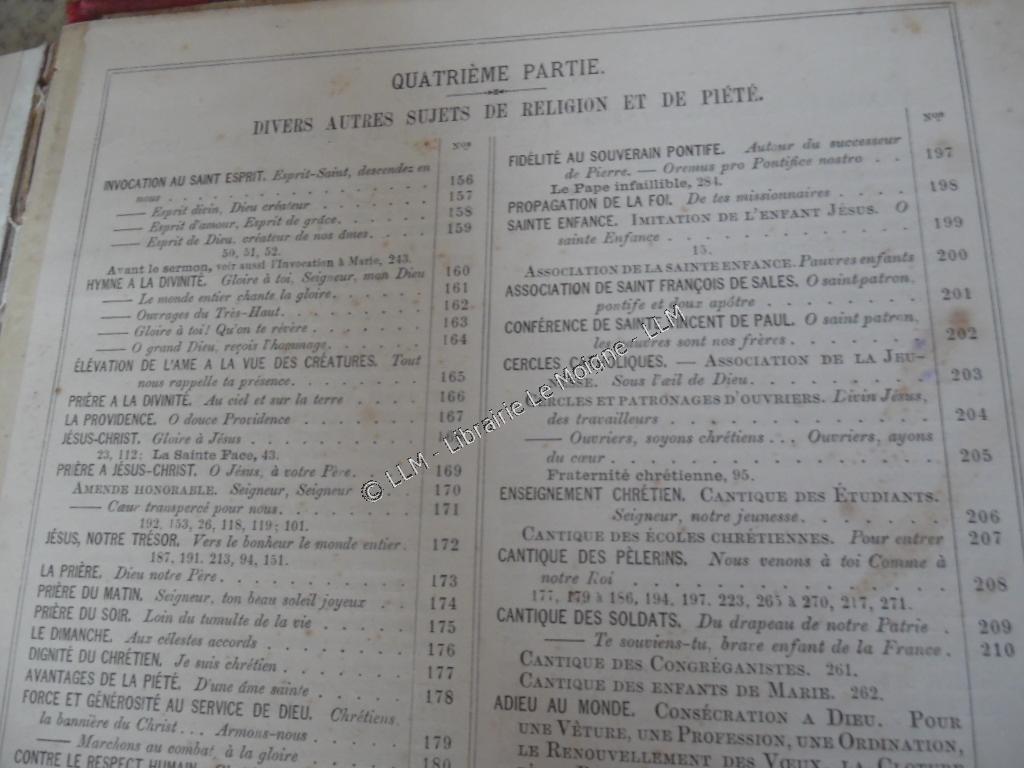 QUATRIÈME PARTIE.
DIVERS AUTRES SUJETS DE RELIGION ET DE PIÉTÉ.
Nos
INVOCATION AU SAINT ESPRIT. Esprit-Saint, descendez en
nous . . . . . . . . 156
—— Esprit divin, Dieu créateur . . . . . 157
—— Esprit d'amour, Esprit de grâce. . . . . 158
—— Esprit de Dieu, créateur de nos âmes. . . . . 159
50, 51, 52.
Avant le sermon, voir aussi l'Invocation à Marie, 243.
HYMNE A LA DIVINITÉ. Gloire à toi, Seigneur, mon Dieu 160
—— Le monde entier chante la gloire. . . . . 161
—— Ouvrages du Très-Haut. . . . . 162
—— Gloire à toi! Qu'on te révère . . . . . 163
—— O grand Dieu, reçois l'hommage. . . . . 164
ÉLÉVATION DE L'AME A LA VUE DES CRÉATURES. Tout
nous rappelle ta présence. . . . . 165
PRIÈRE A LA DIVINITÉ. Au ciel et sur la terre . . . . 166
LA PROVIDENCE. O douce Providence . . . . . 167
JÉSUS-CHRIST. Gloire à Jésus . . . . .
23, 112; La Sainte Face, 43.
PRIÈRE A JÉSUS-CHRIST. O Jésus, à votre Père. . . . 169
AMENDE HONORABLE. Seigneur, Seigneur . . . . 170
—— Cœur transpercé pour nous. . . . . 171
192, 153, 26, 118, 119; 101.
JÉSUS, NOTRE TRÉSOR. Vers le bonheur le monde entier. 172
187, 191, 213, 94, 151.
LA PRIÈRE. Dieu notre Père. . . . . 173
PRIÈRE DU MATIN. Seigneur, ton beau soleil joyeux . . 174
PRIÈRE DU SOIR. Loin du tumulte de la vie . . . . 175
LE DIMANCHE. Aux célestes accords . . . . . 176
DIGNITÉ DU CHRÉTIEN. Je suis chrétien . . . . . 177
AVANTAGES DE LA PIÉTÉ. D'une âme sainte . . . . . 178
FORCE ET GÉNÉROSITÉ AU SERVICE DE DIEU. Chrétiens
la bannière du Christ... Armons-nous
—— Marchons au combat, à la gloire . . . . 179
CONTRE LE RESPECT HUMAIN. 180
Nos
FIDÉLITÉ AU SOUVERAIN PONTIFE. Autour du successeur
de Pierre. — Oremus pro Pontifice nostro . . 197
Le Pape infaillible, 284.
PROPAGATION DE LA FOI. De tes missionnaires . . . . 198
SAINTE ENFANCE. IMITATION DE L'ENFANT JÉSUS. O
sainte Enfance . . . . . 199
15.
ASSOCIATION DE LA SAINTE ENFANCE. Pauvres enfants 200
ASSOCIATION DE SAINT FRANÇOIS DE SALES. O saint patron,
pontife et doux apôtre . . . . . 201
CONFÉRENCE DE SAINT VINCENT DE PAUL. O saint patron,
les pauvres sont nos frères. . . . . 202
CERCLES CATHOLIQUES. — ASSOCIATION DE LA JEU-
NESSE. Sous l'œil de Dieu. . . . . 203
CERCLES ET PATRONAGES D'OUVRIERS. Divin Jésus,
des travailleurs . . . . . 204
—— Ouvriers, soyons chrétiens... Ouvriers, ayons
du cœur . . . . . 205
Fraternité chrétienne, 95.
ENSEIGNEMENT CHRÉTIEN. CANTIQUE DES ÉTUDIANTS.
Seigneur, notre jeunesse. . . . . 206
CANTIQUE DES ÉCOLES CHRÉTIENNES. Pour entrer 207
CANTIQUE DES PÈLERINS. Nous venons à toi Comme à
notre Roi . . . . . 208
177, 179 à 186, 194, 197, 223, 265 à 270, 217, 271.
CANTIQUE DES SOLDATS. Du drapeau de notre Patrie . 209
—— Te souviens-tu, brave enfant de la France. 210
CANTIQUE DES CONGRÉGANISTES. 261.
CANTIQUE DES ENFANTS DE MARIE. 262.
ADIEU AU MONDE. CONSÉCRATION A DIEU. POUR
UNE VÊTURE, UNE PROFESSION, UNE ORDINATION,
LE RENOUVELLEMENT DES VŒUX, LA CLÔTURE
© LLM - Librairie Le Moigne - LLM